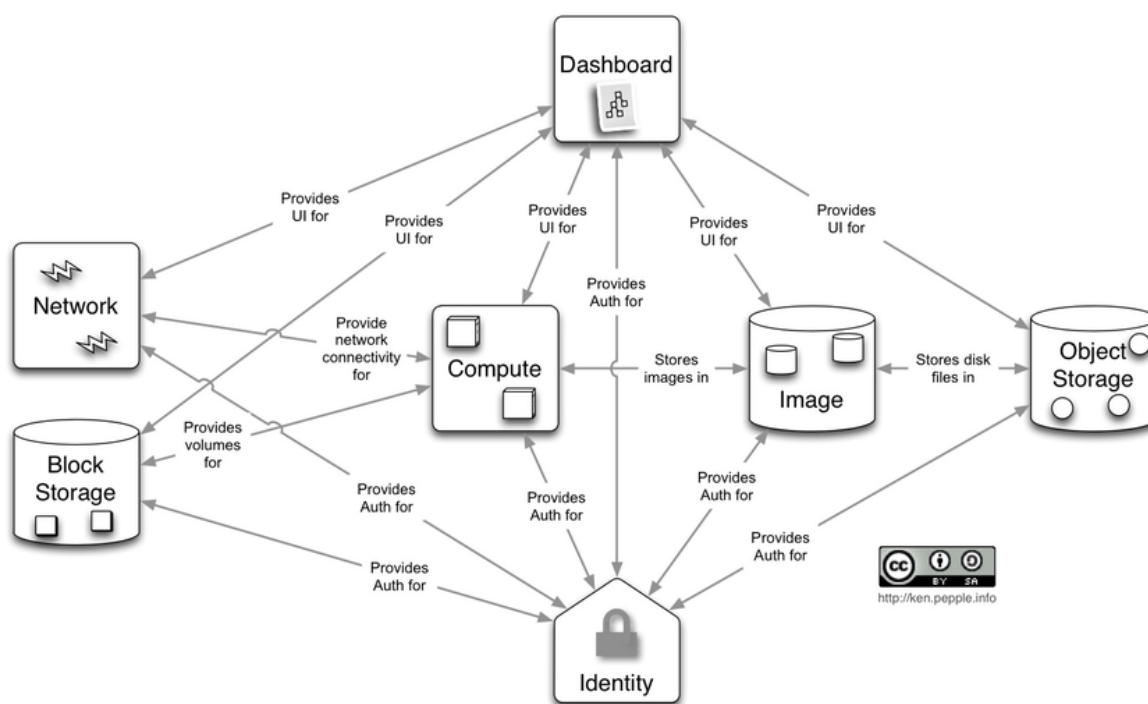 Dashboard
Provides
UI for
Provides
UI for
Provides
UI for
Provides
UI for
Provides
UI for
Provides
Auth for
Network
Provide
network
connectivity
for
Compute
Stores
images in
Image
Stores disk
files in
Object
Storage
Block
Storage
Provides
volumes
for
Provides
Auth for
Provides
Auth for
Provides
Auth for
Provides
Auth for
Provides
Auth for
Identity
cc
BY SA
http://ken.pepple.info